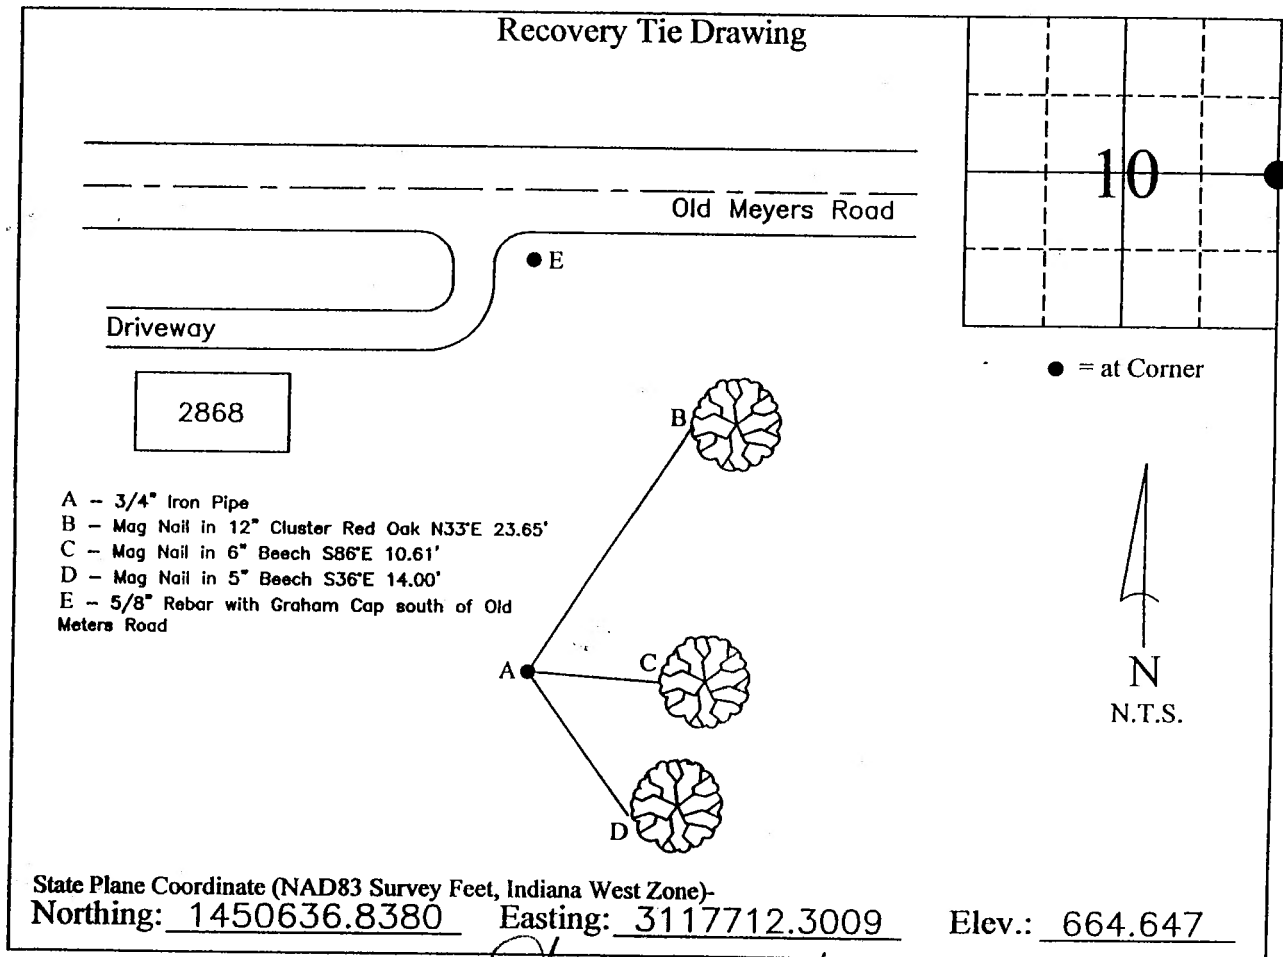 Recovery Tie Drawing
10
Old Meyers Road
E
Driveway
= at Corner
2868
B
A - 3/4" Iron Pipe
B - Mag Nail in 12" Cluster Red Oak N33°E 23.65'
C - Mag Nail in 6" Beech S86°E 10.61'
D - Mag Nail in 5" Beech S36°E 14.00'
E - 5/8" Rebar with Graham Cap south of Old
Meters Road
A
C
N
N.T.S.
D
State Plane Coordinate (NAD83 Survey Feet, Indiana West Zone)-
Northing: 1450636.8380 Easting: 3117712.3009 Elev.: 664.647